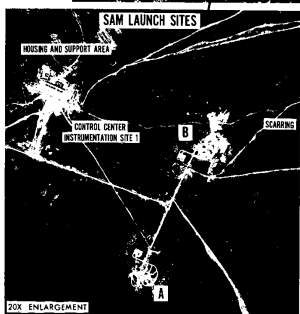 SAM LAUNCH SITES
HOUSING AND SUPPORT AREA
CONTROL CENTER
INSTRUMENTATION SITE 1
B
SCARRING
A
20X ENLARGEMENT